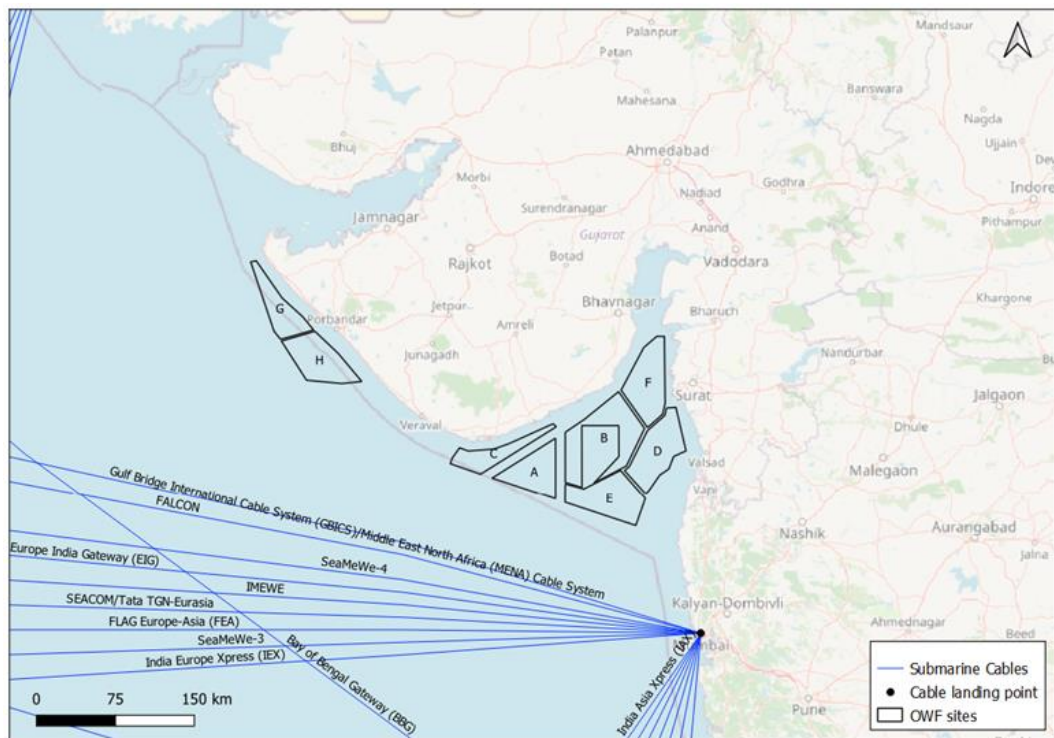 Palanpur
Patan
Mandsaur
Mahesana
Banswara
Nagda
Bhuj
Ujjain
Morbi
Ahmedabad
Nadiad
Godhra
Indore
Jamnagar
Surendranagar
Anand
Pithampur
Gujarat
Rajkot
Botad
Vadodara
Bhavnagar
Khargone
G
Jetpur
Amreli
Bharuch
Porbandar
Junagadh
Nandurbar
H
F
Surat
Jalgaon
Veraval
B
Dhule
C
A
D
Valsad
Malegaon
E
Vapi
Gulf Bridge International Cable System (GBICS)/Middle East North Africa (MENA) Cable System
FALCON
Nashik
Aurangabad
Jalna
Europe India Gateway (EIG)
SeaMeWe-4
IMEWE
SEACOM/Tata TGN-Eurasia
Kalyan-Dombivli
FLAG Europe-Asia (FEA)
Ahmednagar
Beed
SeaMeWe-3
India Europe Xpress (IEX)
Bay of Bengal Gateway (BBG)
India Asia Xpress (IAX)
Pune
0 75 150 km
Submarine Cables
Cable landing point
OWF sites